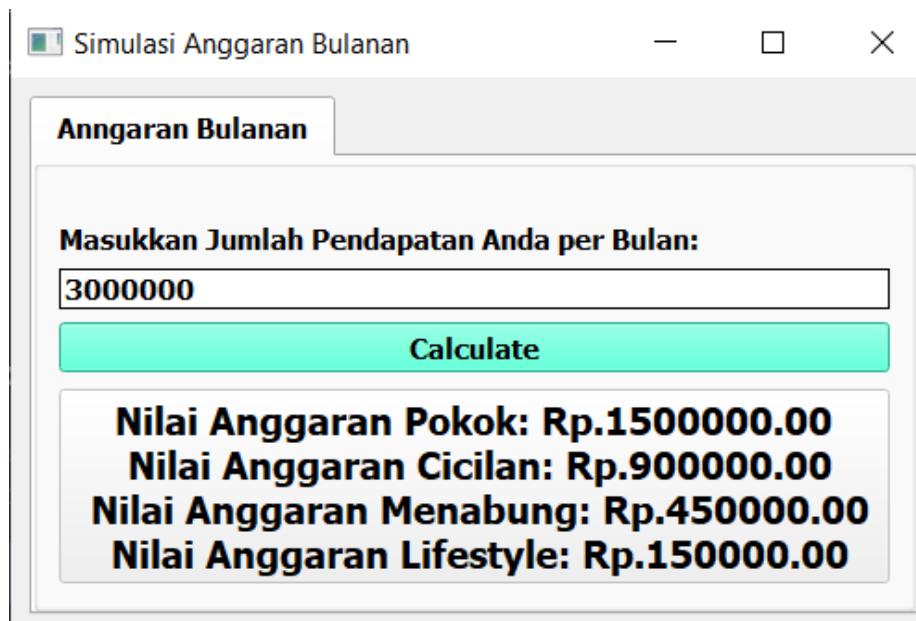 Simulasi Anggaran Bulanan
Anngaran Bulanan
Masukkan Jumlah Pendapatan Anda per Bulan:
3000000
Calculate
Nilai Anggaran Pokok: Rp.1500000.00
Nilai Anggaran Cicilan: Rp.900000.00
Nilai Anggaran Menabung: Rp.450000.00
Nilai Anggaran Lifestyle: Rp.150000.00